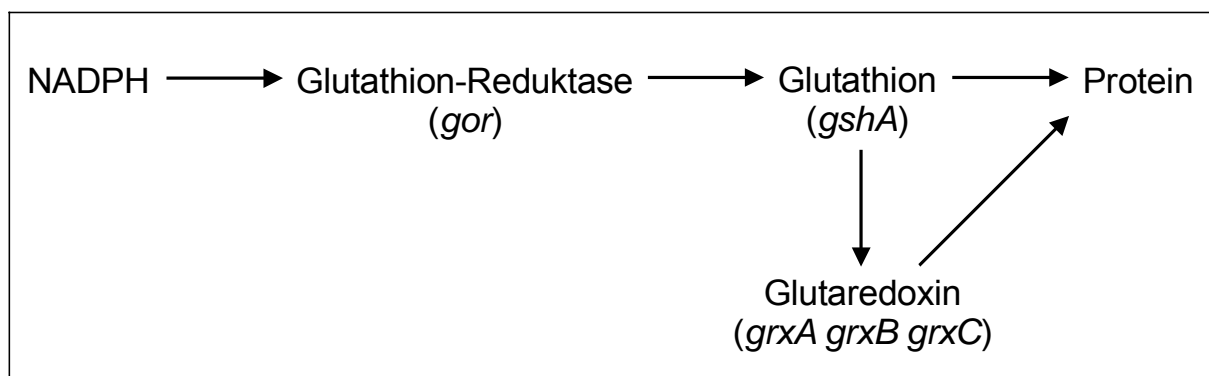 NADPH Glutathion-Reduktase Glutathion Protein
(gor) (gshA)
Glutaredoxin
(grxA grxB grxC)